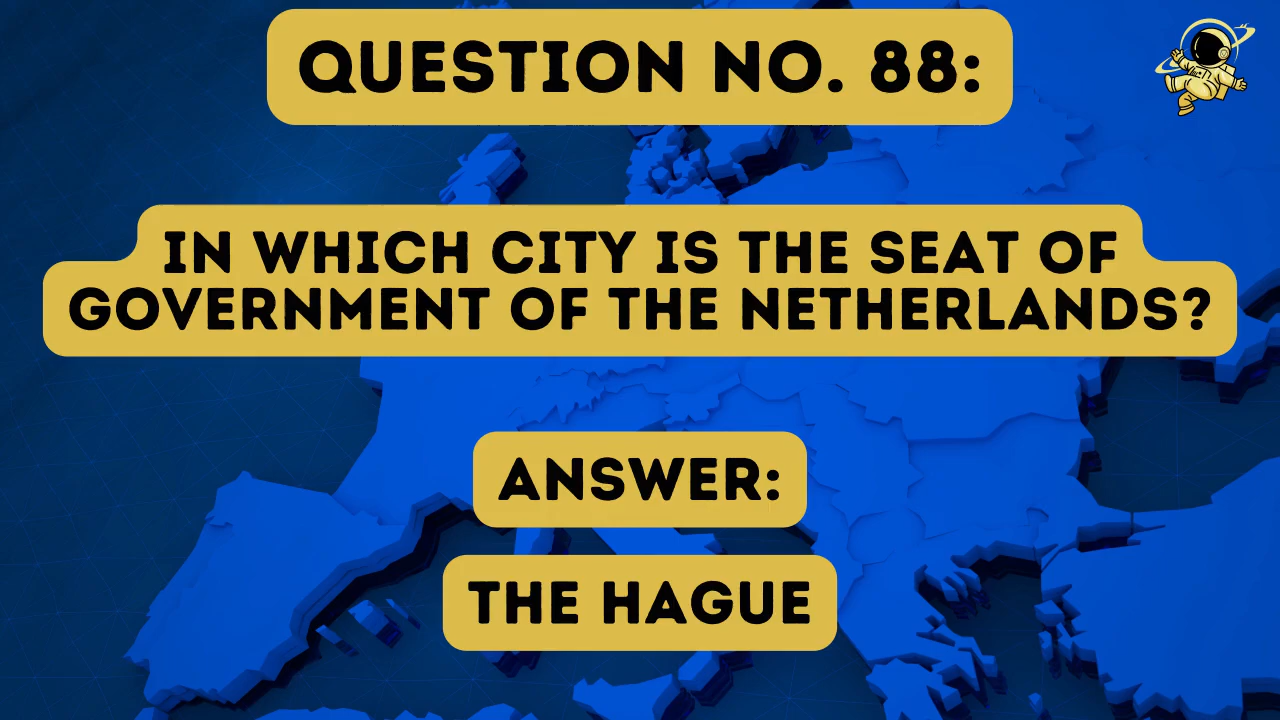 QUESTION NO. 88:
IN WHICH CITY IS THE SEAT OF
GOVERNMENT OF THE NETHERLANDS?
ANSWER:
THE HAGUE